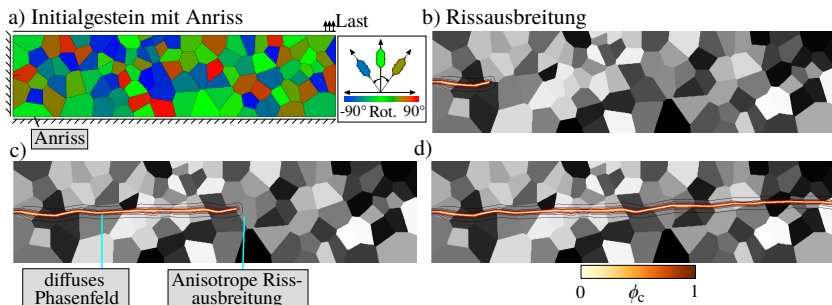 a) Initialgestein mit Anriss
Last
-90° Rot. 90°
Anriss
b) Rissausbreitung
c)
diffuses
Phasenfeld
Anisotrope Riss-
ausbreitung
d)
0 ϕc 1